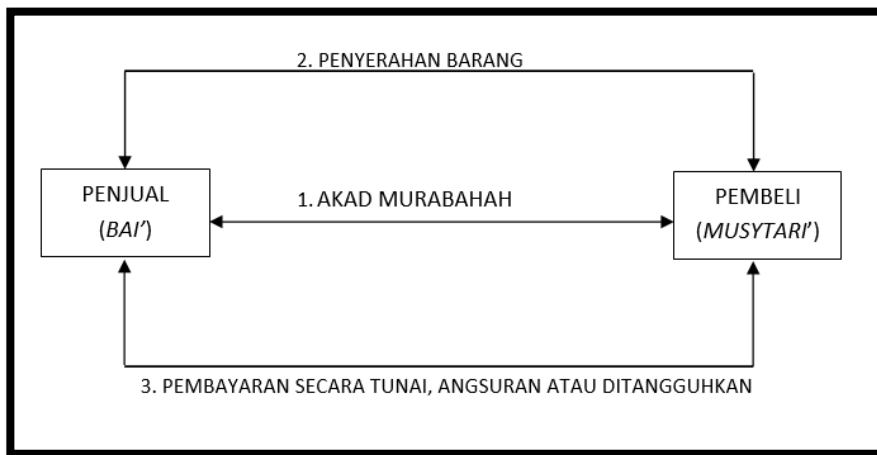 2. PENYERAHAN BARANG
PENJUAL
(BAI')
1. AKAD MURABAHAH
PEMBELI
(MUSYTARI')
3. PEMBAYARAN SECARA TUNAI, ANGSURAN ATAU DITANGGUHKAN